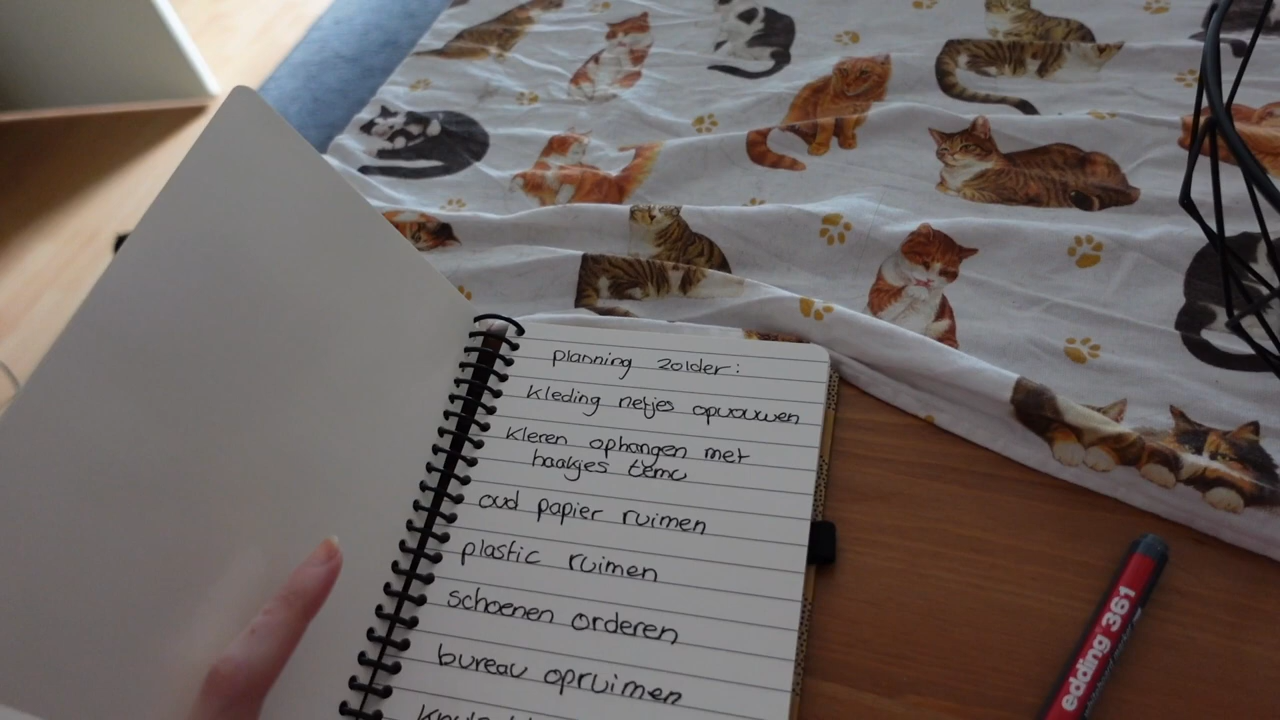 planning zolder:
kleding netjes opvouwen
kleren ophangen met
haakjes temu
oud papier ruimen
plastic ruimen
schoenen orderen
bureau opruimen
edding 361